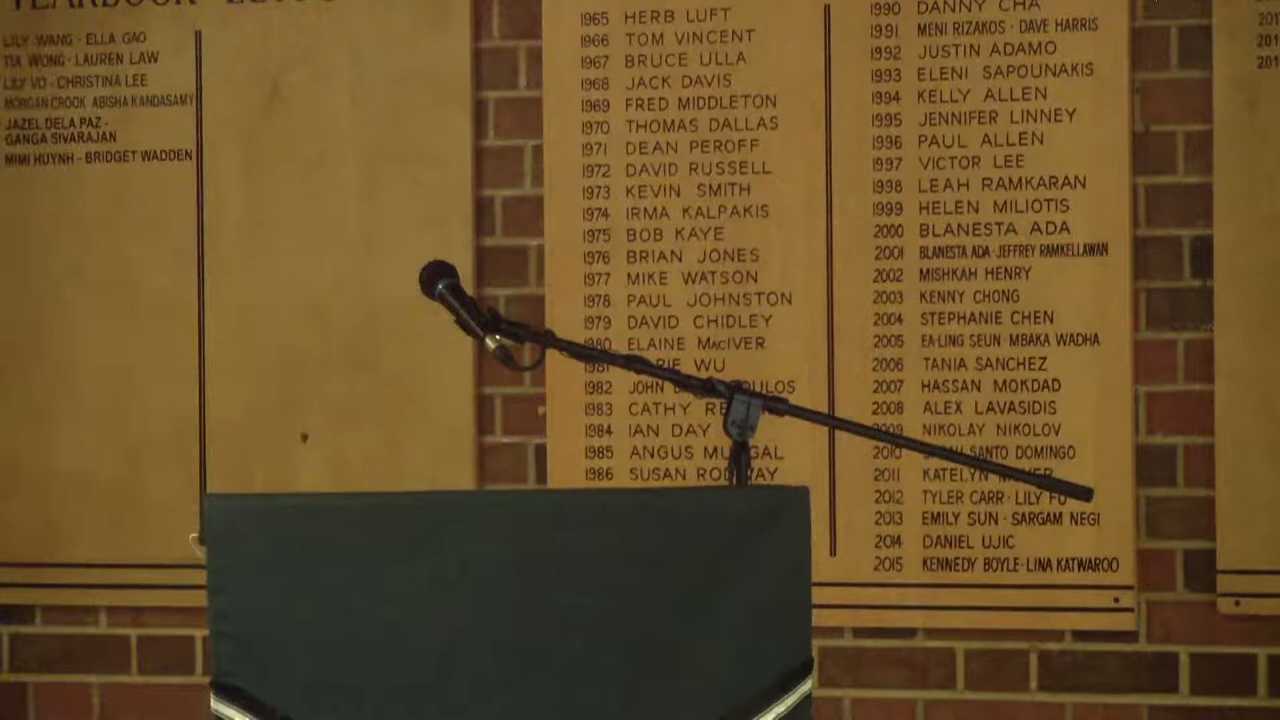 LILY WANG - ELLA GAO
TIA WONG - LAUREN LAW
LILY VO - CHRISTINA LEE
MORGAN CROOK ABISHA KANDASAMY
JAZEL DELA PAZ -
GANGA SIVARAJAN
MIMI HUYNH - BRIDGET WADDEN
1965 HERB LUFT
1966 TOM VINCENT
1967 BRUCE ULLA
1968 JACK DAVIS
1969 FRED MIDDLETON
1970 THOMAS DALLAS
1971 DEAN PEROFF
1972 DAVID RUSSELL
1973 KEVIN SMITH
1974 IRMA KALPAKIS
1975 BOB KAYE
1976 BRIAN JONES
1977 MIKE WATSON
1978 PAUL JOHNSTON
1979 DAVID CHIDLEY
1980 ELAINE MacIVER
1981 WU
1982 JOHN
1983 CATHY
1984 IAN DAY
1985 ANGUS
1986 SUSAN
1990 DANNY CHA
1991 MENI RIZAKOS · DAVE HARRIS
1992 JUSTIN ADAMO
1993 ELENI SAPOUNAKIS
1994 KELLY ALLEN
1995 JENNIFER LINNEY
1996 PAUL ALLEN
1997 VICTOR LEE
1998 LEAH RAMKARAN
1999 HELEN MILIOTIS
2000 BLANESTA ADA
2001 BLANESTA ADA · JEFFREY RAMKELLAWAN
2002 MISHKAH HENRY
2003 KENNY CHONG
2004 STEPHANIE CHEN
2005 EA-LING SEUN · MBAKA WADHA
2006 TANIA SANCHEZ
2007 HASSAN MOKDAD
2008 ALEX LAVASIDIS
2009 NIKOLAY NIKOLOV
2010 SANTO DOMINGO
2011 KATELYN
2012 TYLER CARR · LILY FU
2013 EMILY SUN · SARGAM NEGI
2014 DANIEL UJIC
2015 KENNEDY BOYLE · LINA KATWAROO